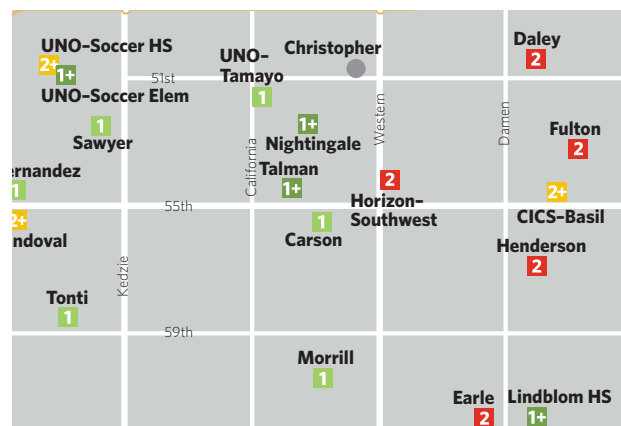 UNO–Soccer HS
2+
1+
51st
UNO–Soccer Elem
1
Sawyer
UNO–
Tamayo
1
Christopher
Daley
2
Nightingale
1+
California
Western
Damen
Fulton
2
ernandez
1
Talman
1+
2
Horizon–
Southwest
2+
CICS–Basil
2+
ndoval
55th
1
Carson
Henderson
2
Kedzie
Tonti
1
59th
Morrill
1
Earle
2
Lindblom HS
1+